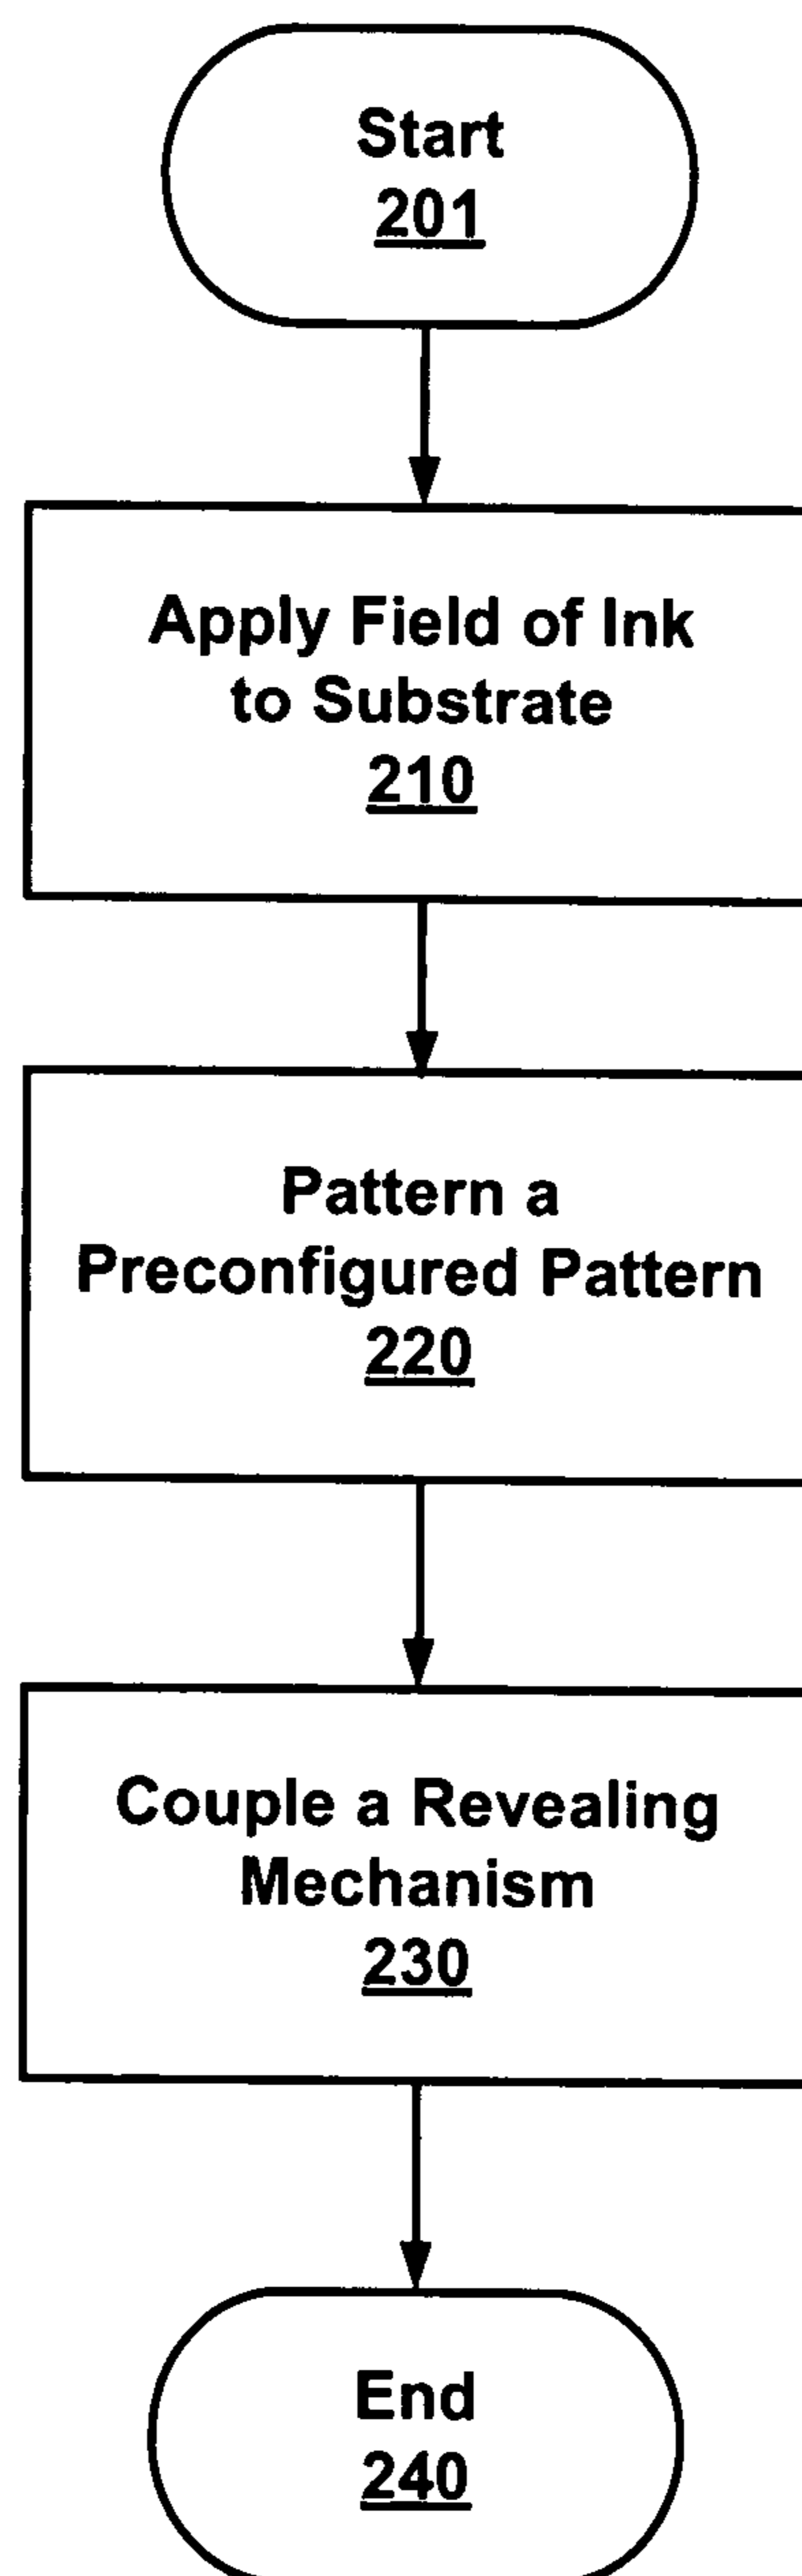 Start
201
Apply Field of Ink
to Substrate
210
Pattern a
Preconfigured Pattern
220
Couple a Revealing
Mechanism
230
End
240